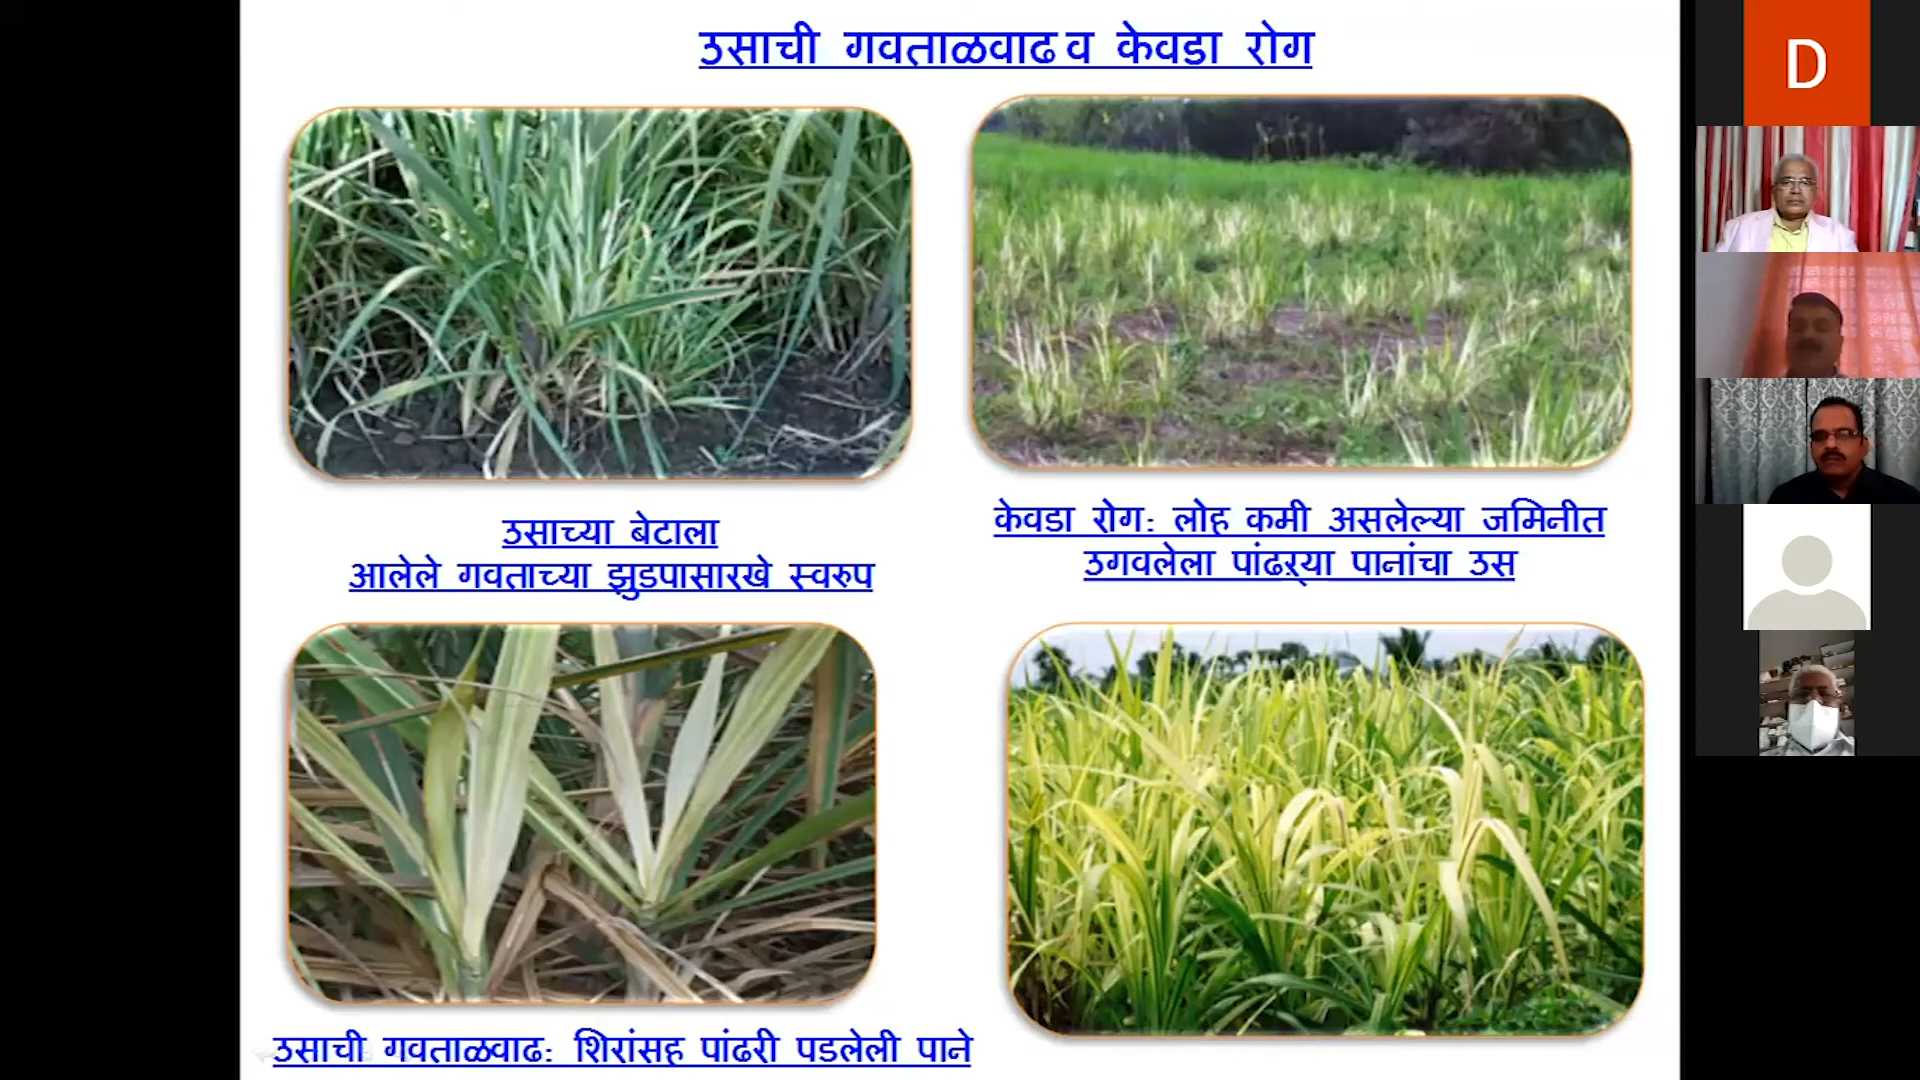 उसाची गवताळवाढ व केवडा रोग
उसाच्या बेटाला
आलेले गवताच्या झुडपासारखे स्वरुप
केवडा रोग: लोह कमी असलेल्या जमिनीत
उगवलेला पांढऱ्या पानांचा उस
उसाची गवताळवाढ: शिरांसह पांढरी पडलेली पाने
D